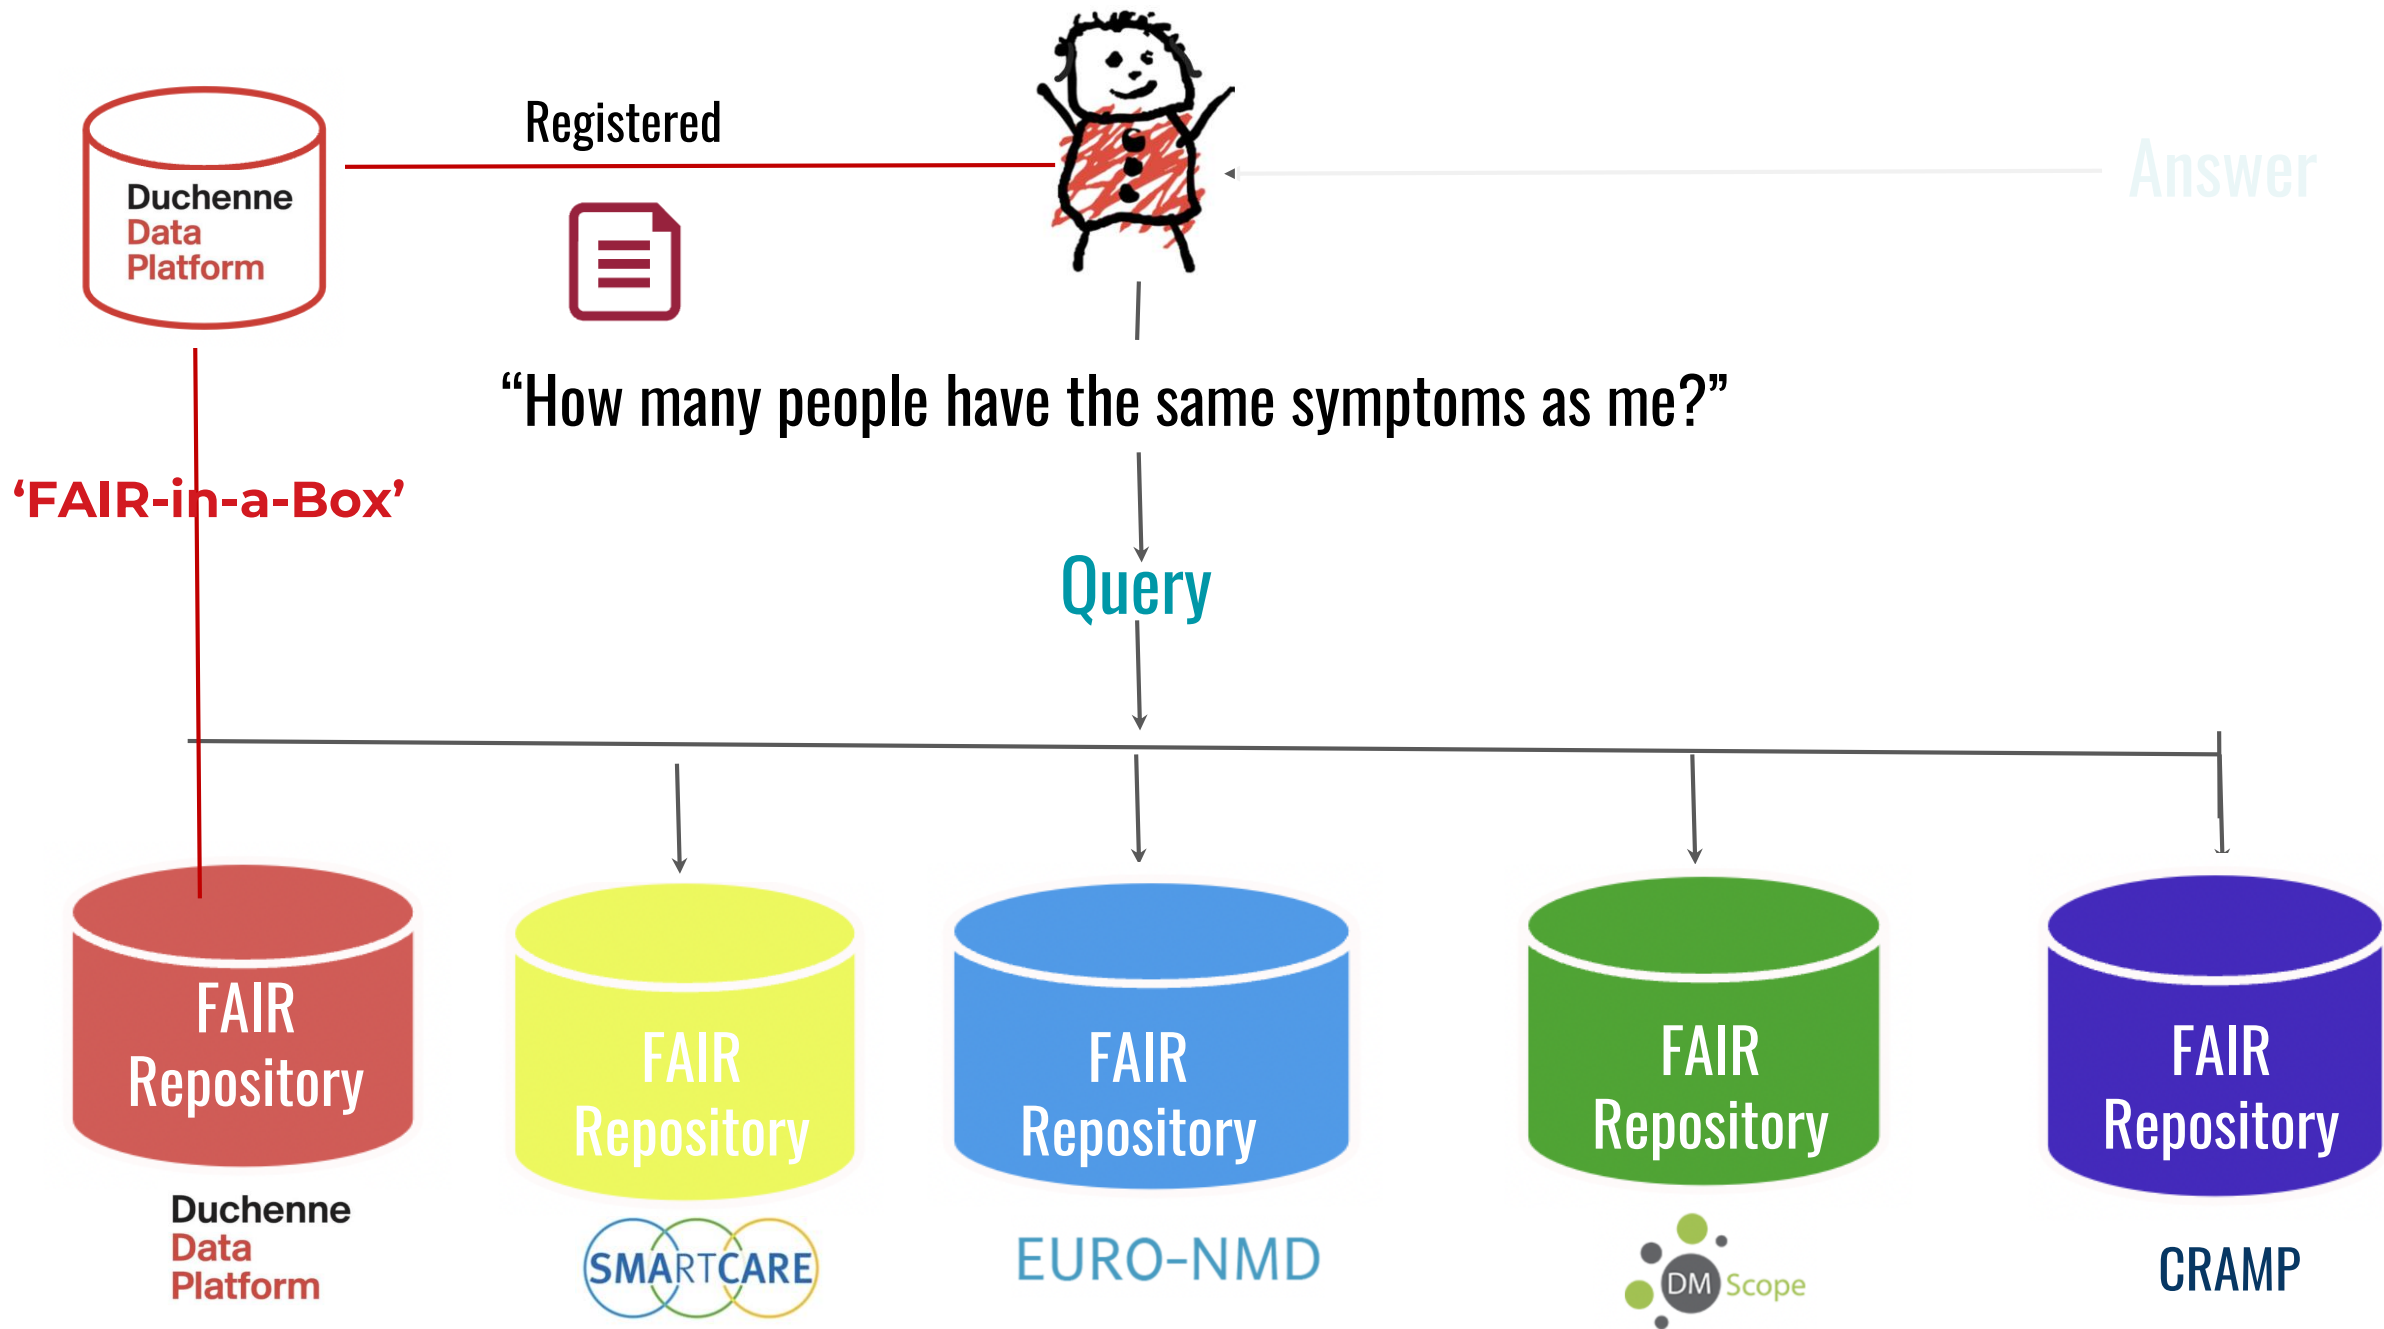 Registered
Answer
Duchenne
Data
Platform
“How many people have the same symptoms as me?”
‘FAIR-in-a-Box’
Query
FAIR
Repository
FAIR
Repository
FAIR
Repository
FAIR
Repository
FAIR
Repository
Duchenne
Data
Platform
SMARTCARE
EURO-NMD
DM Scope
CRAMP